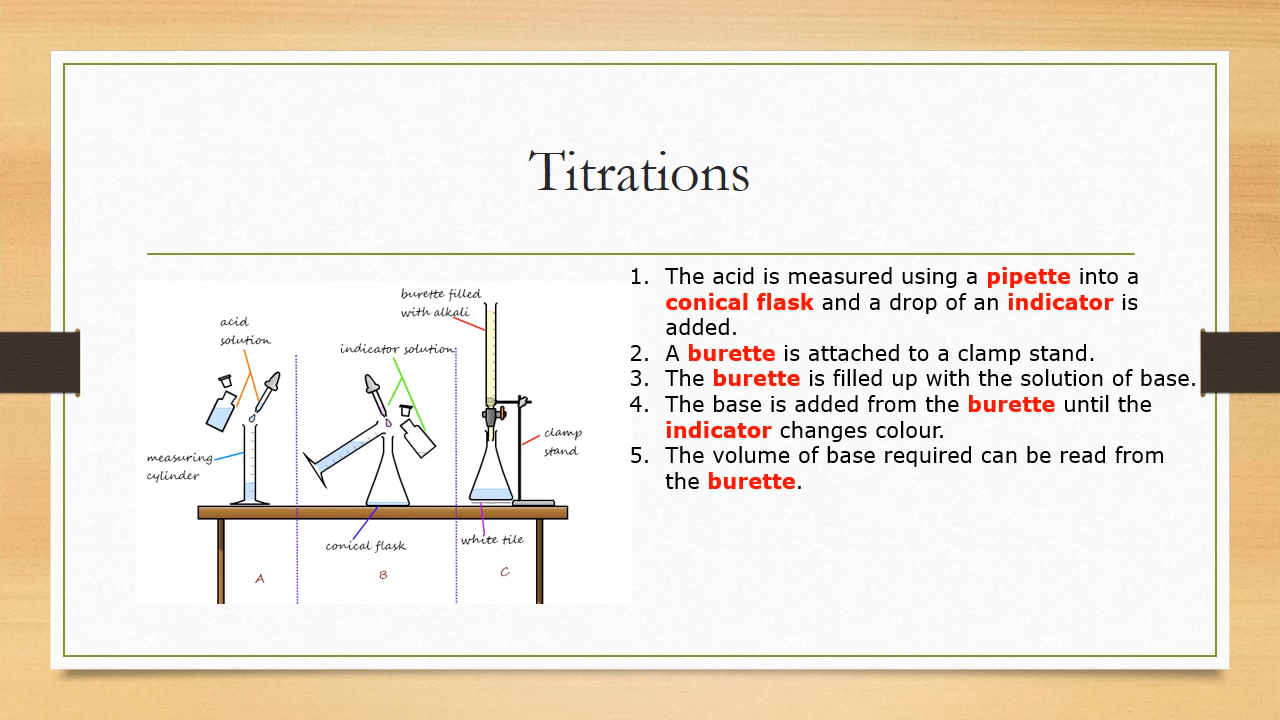 Titrations
burette filled
with alkali
acid
solution
indicator solution
measuring
cylinder
clamp
stand
conical flask
white tile
A
B
C
1. The acid is measured using a pipette into a
conical flask and a drop of an indicator is
added.
2. A burette is attached to a clamp stand.
3. The burette is filled up with the solution of base.
4. The base is added from the burette until the
indicator changes colour.
5. The volume of base required can be read from
the burette.